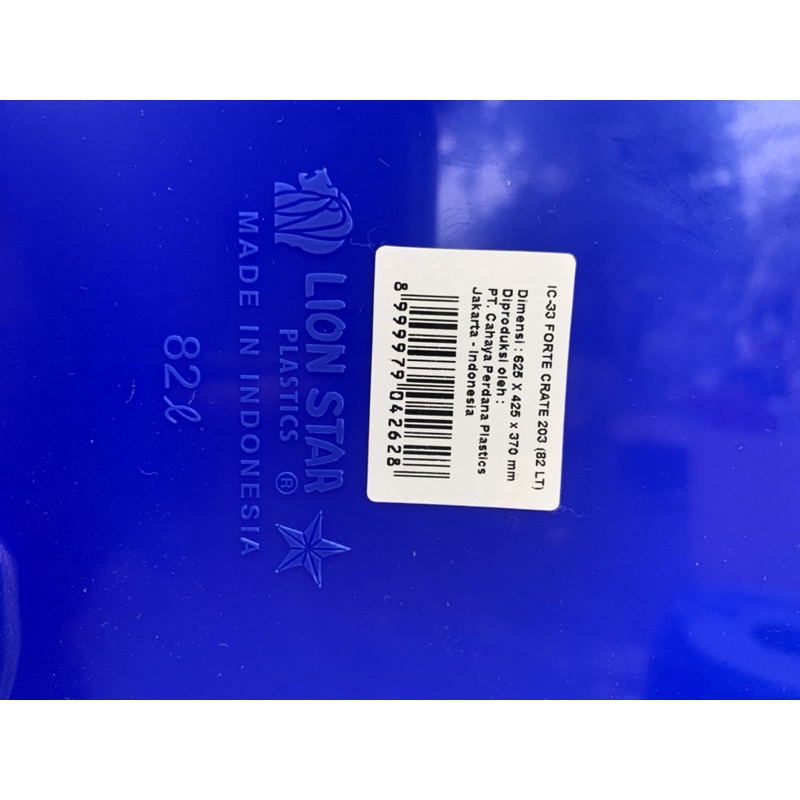 IC-33 FORTE CRATE 203 (82 LT)
Dimensi : 625 X 425 x 370 mm
Diproduksi oleh :
PT. Cahaya Perdana Plastics
Jakarta - Indonesia
8 999979 042628
LION STAR
PLASTICS ®
MADE IN INDONESIA
82ℓ